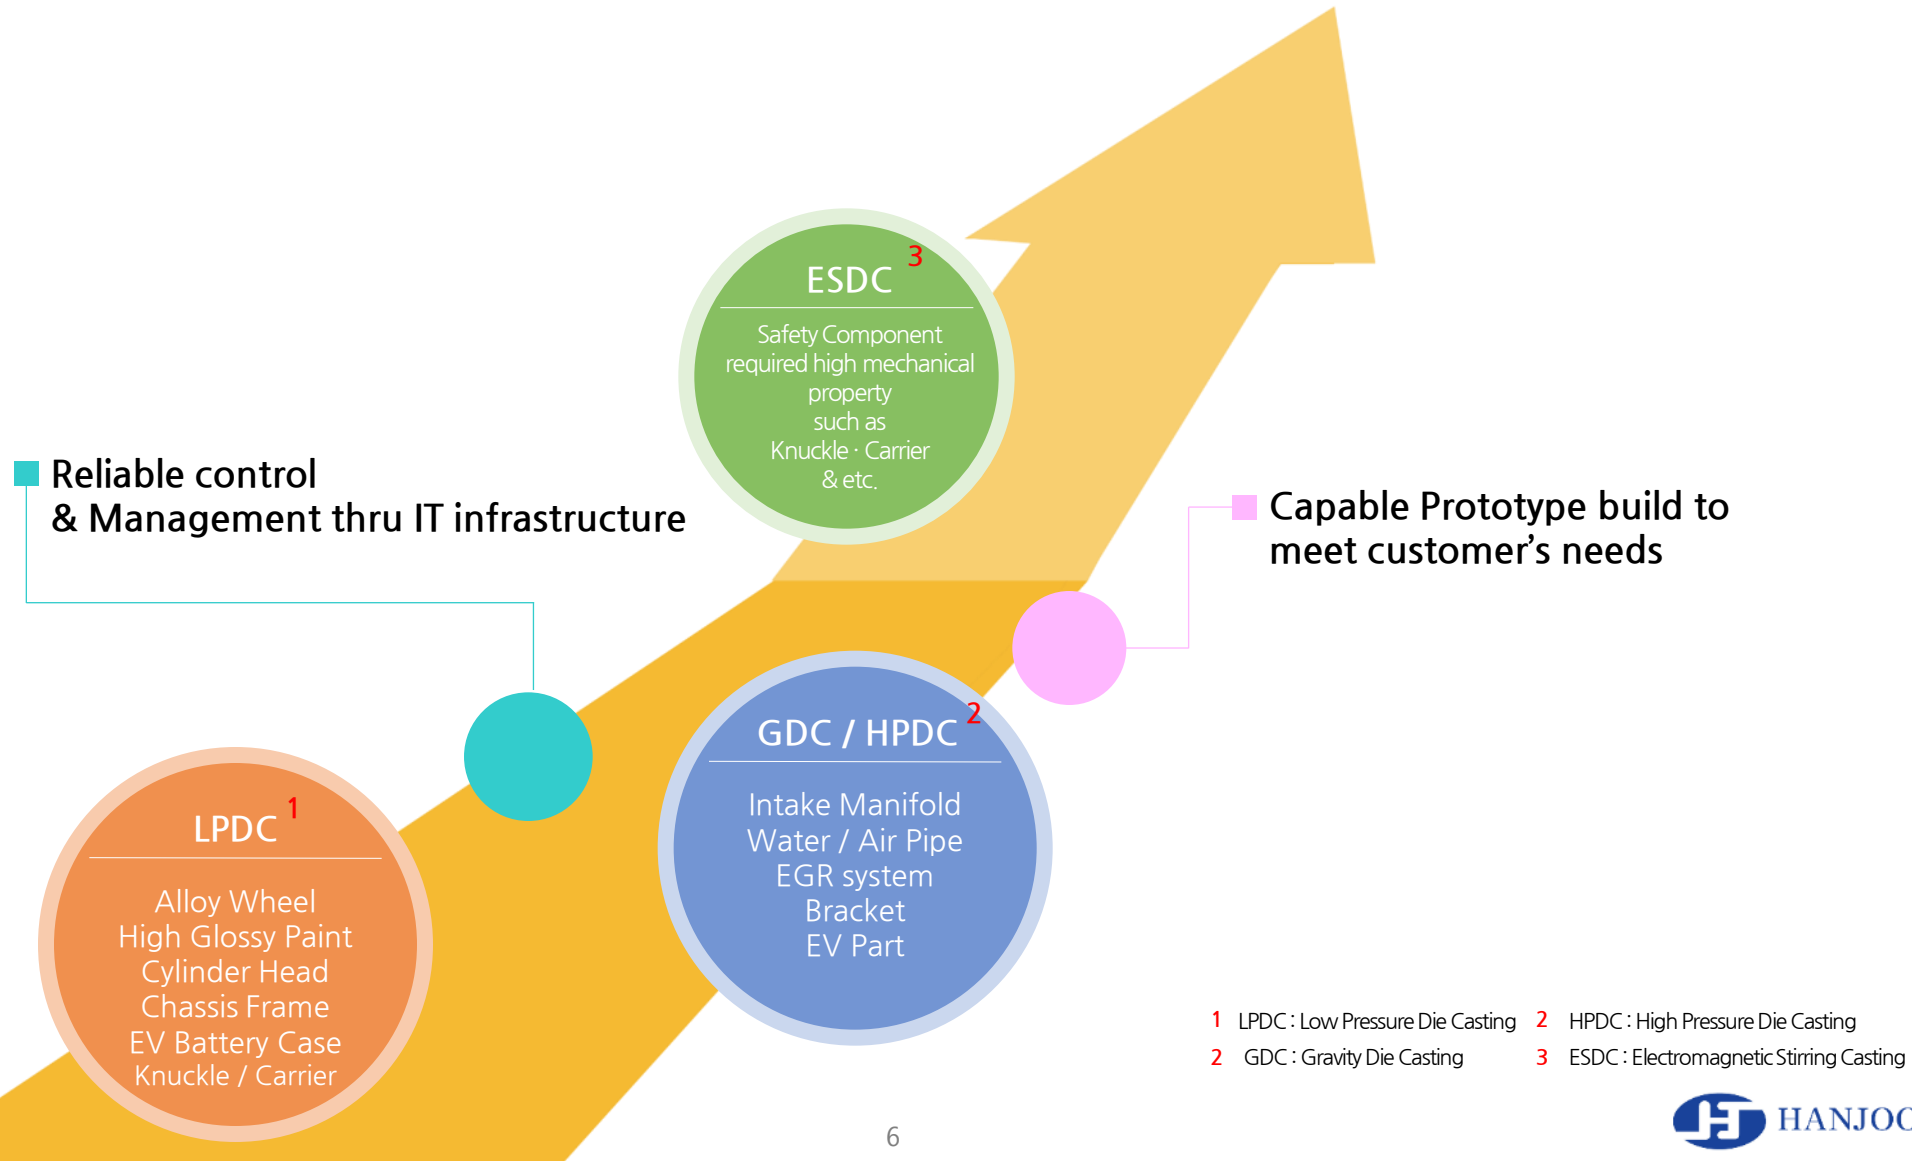 ESDC 3
Safety Component
required high mechanical
property
such as
Knuckle · Carrier
& etc.
Reliable control
& Management thru IT infrastructure
Capable Prototype build to
meet customer’s needs
GDC / HPDC 2
Intake Manifold
Water / Air Pipe
EGR system
Bracket
EV Part
LPDC 1
Alloy Wheel
High Glossy Paint
Cylinder Head
Chassis Frame
EV Battery Case
Knuckle / Carrier
1 LPDC : Low Pressure Die Casting
2 HPDC : High Pressure Die Casting
2 GDC : Gravity Die Casting
3 ESDC : Electromagnetic Stirring Casting
HANJOO
6